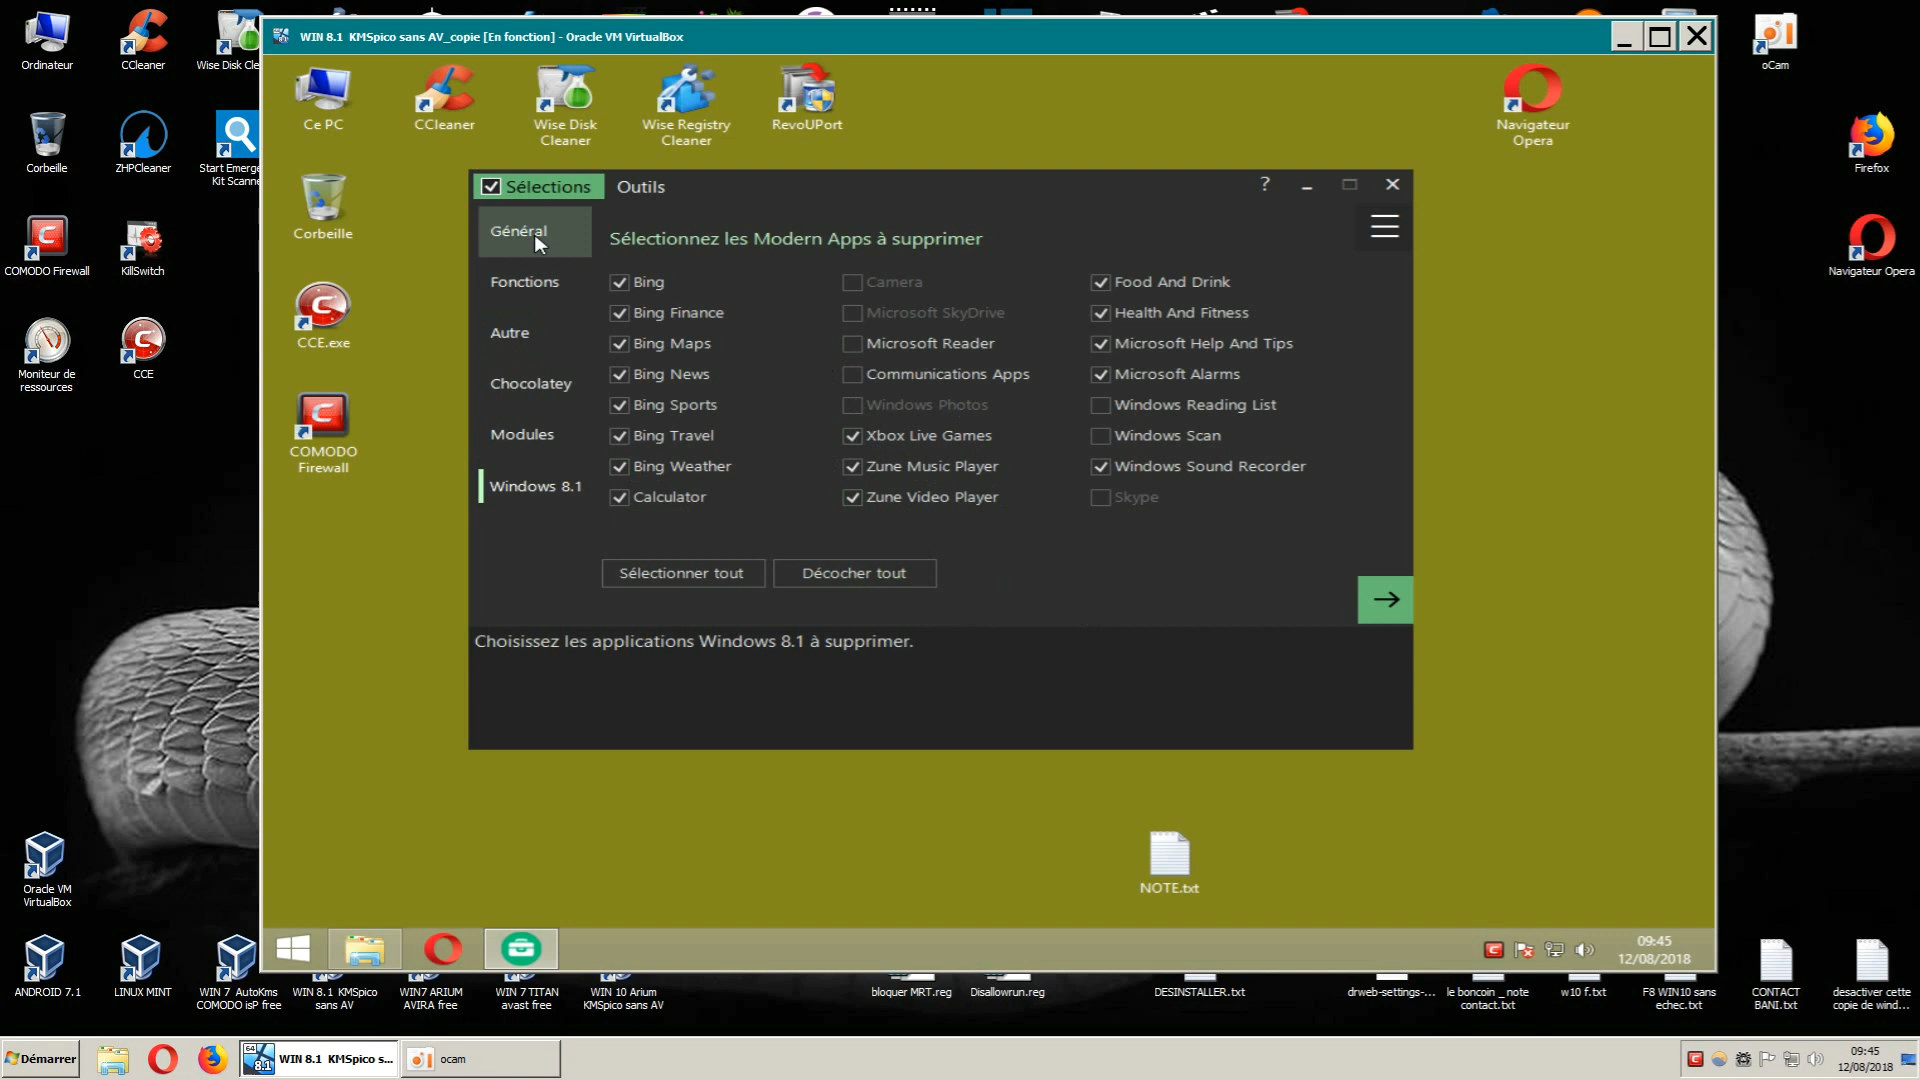 WIN 8.1 KMSpico sans AV_copie [En fonction] - Oracle VM VirtualBox
Ordinateur
CCleaner
Wise Disk Cle
oCam
Corbeille
ZHPCleaner
Start Emerge
Kit Scanne
Firefox
COMODO Firewall
KillSwitch
Navigateur Opera
Moniteur de
ressources
CCE
Ce PC
CCleaner
Wise Disk
Cleaner
Wise Registry
Cleaner
RevoUPort
Navigateur
Opera
Corbeille
CCE.exe
COMODO
Firewall
Sélections
Outils
?
Général
Fonctions
Autre
Chocolatey
Modules
Windows 8.1
Sélectionnez les Modern Apps à supprimer
Bing
Bing Finance
Bing Maps
Bing News
Bing Sports
Bing Travel
Bing Weather
Calculator
Camera
Microsoft SkyDrive
Microsoft Reader
Communications Apps
Windows Photos
Xbox Live Games
Zune Music Player
Zune Video Player
Food And Drink
Health And Fitness
Microsoft Help And Tips
Microsoft Alarms
Windows Reading List
Windows Scan
Windows Sound Recorder
Skype
Sélectionner tout
Décocher tout
Choisissez les applications Windows 8.1 à supprimer.
NOTE.txt
09:45
12/08/2018
Oracle VM
VirtualBox
ANDROID 7.1
LINUX MINT
WIN 7 AutoKms
COMODO isP free
WIN 8.1 KMSpico
sans AV
WIN7 ARIUM
AVIRA free
WIN 7 TITAN
avast free
WIN 10 Arium
KMSpico sans AV
bloquer MRT.reg
Disallowrun.reg
DESINSTALLER.txt
drweb-settings-...
le boncoin _ note
contact.txt
w10 f.txt
F8 WIN10 sans
echec.txt
CONTACT
BANI.txt
desactiver cette
copie de wind...
Démarrer
64
8.1
WIN 8.1 KMSpico s...
ocam
09:45
12/08/2018